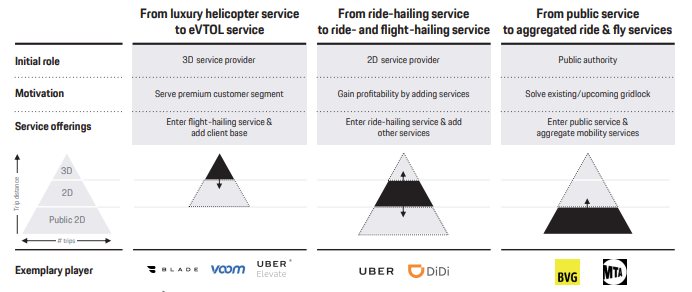 From luxury helicopter service
to eVTOL service
From ride-hailing service
to ride- and flight-hailing service
From public service
to aggregated ride & fly services
Initial role
3D service provider
2D service provider
Public authority
Motivation
Serve premium customer segment
Gain profitability by adding services
Solve existing/upcoming gridlock
Service offerings
Enter flight-hailing service &
add client base
Enter ride-hailing service & add
other services
Enter public service &
aggregate mobility services
Trip distance
3D
2D
Public 2D
# trips
Exemplary player
BLADE
VOOM
UBER*
Elevate
UBER
DiDi
BVG
MTA